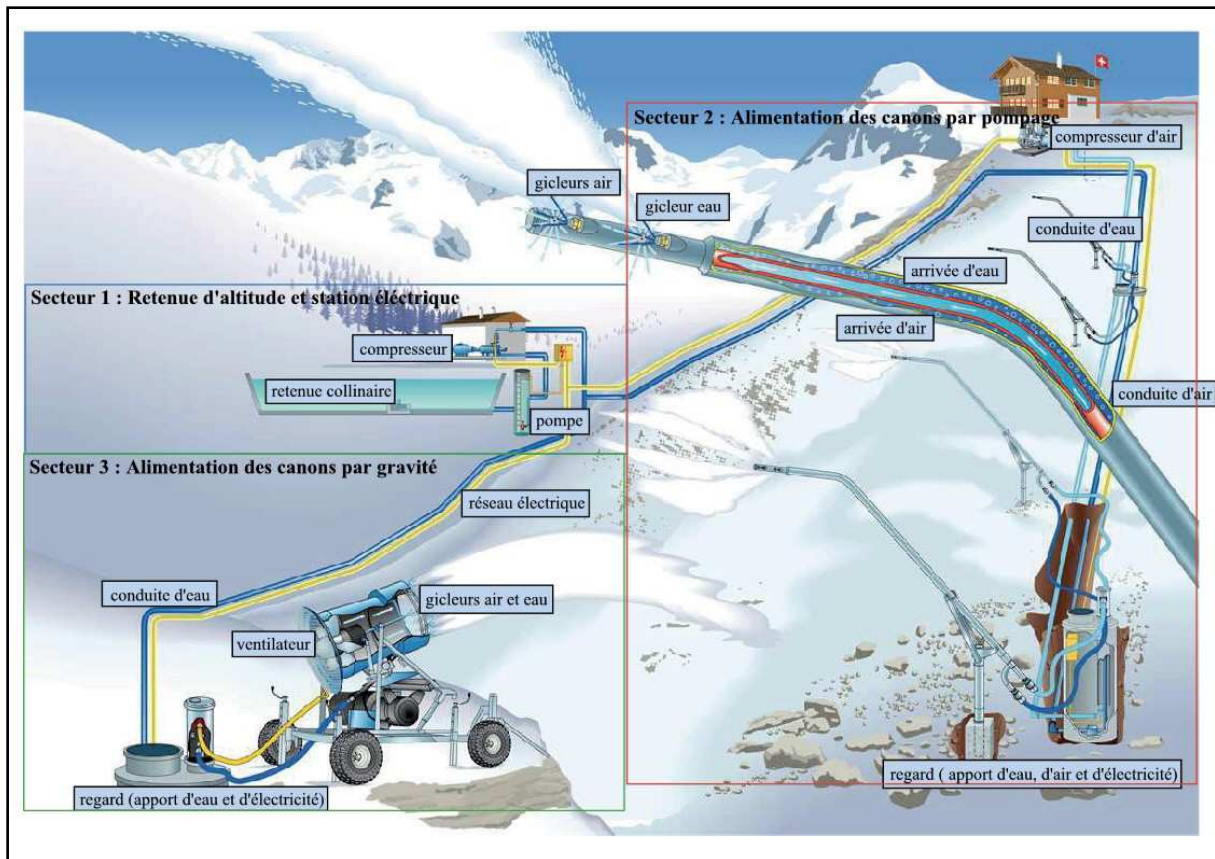 Secteur 2 : Alimentation des canons par pompage
compresseur d'air
gicleurs air
gicleur eau
conduite d'eau
arrivée d'eau
Secteur 1 : Retenue d'altitude et station éléctrique
arrivée d'air
compresseur
retenue collinaire
conduite d'air
pompe
Secteur 3 : Alimentation des canons par gravité
réseau électrique
conduite d'eau
gicleurs air et eau
ventilateur
regard ( apport d'eau, d'air et d'électricité)
regard (apport d'eau et d'électricité)